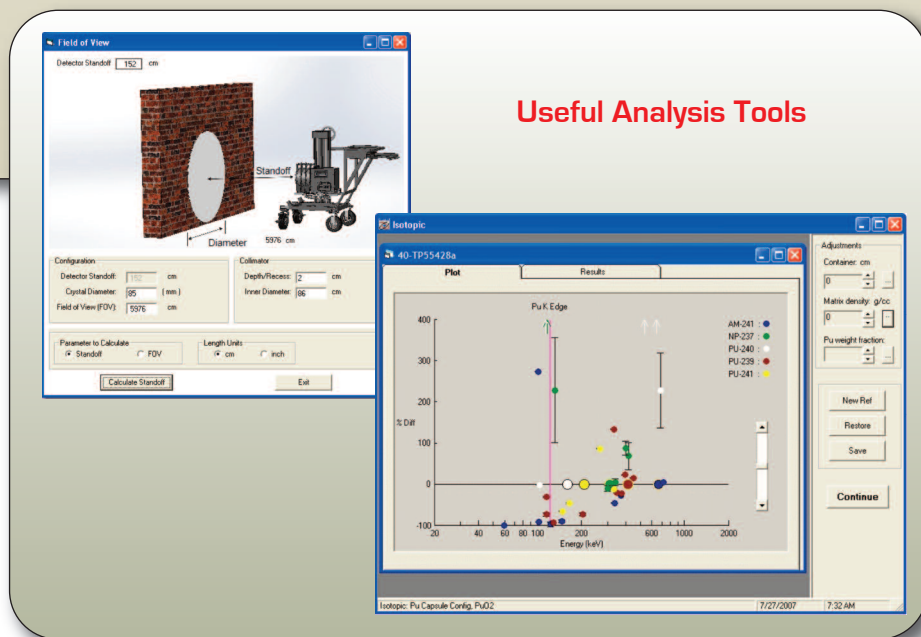 Useful Analysis Tools
Field of View
Detector Standoff 152 cm
Standoff
Diameter
5976 cm
Configuration
Detector Standoff: 152 cm
Crystal Diameter: 85 (mm)
Field of View (FOV): 5976 cm
Collimator
Depth/Recess: 2 cm
Inner Diameter: 86 cm
Parameter to Calculate
Standoff FOV
Length Units
cm inch
Calculate Standoff
Exit
Isotopic
40-TP55428a
Plot Results
Pu K Edge
% Diff
400
300
200
100
0
-100
20 40 60 80 100 200 400 600 1000 2000
Energy (keV)
AM-241 :
NP-237 :
PU-240 :
PU-239 :
PU-241 :
Adjustments
Container: cm
0 ...
Matrix density: g/cc
0 ...
Pu weight fraction:
...
New Ref
Restore
Save
Continue
Isotopic: Pu Capsule Config, PuO2
7/27/2007 7:32 AM